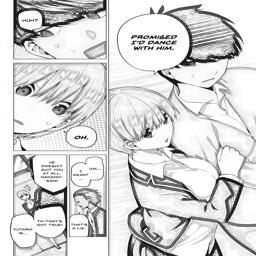 PROMISED
I'D DANCE
WITH HIM.
HUH?
OH.
UM...
I
MEAN...
HE
DOESN'T
SUIT YOU
AT ALL,
NAKANO-
SAN!
THAT'S
A LIE.
TH-THAT'S
NOT TRUE!
FUTARO
IS...